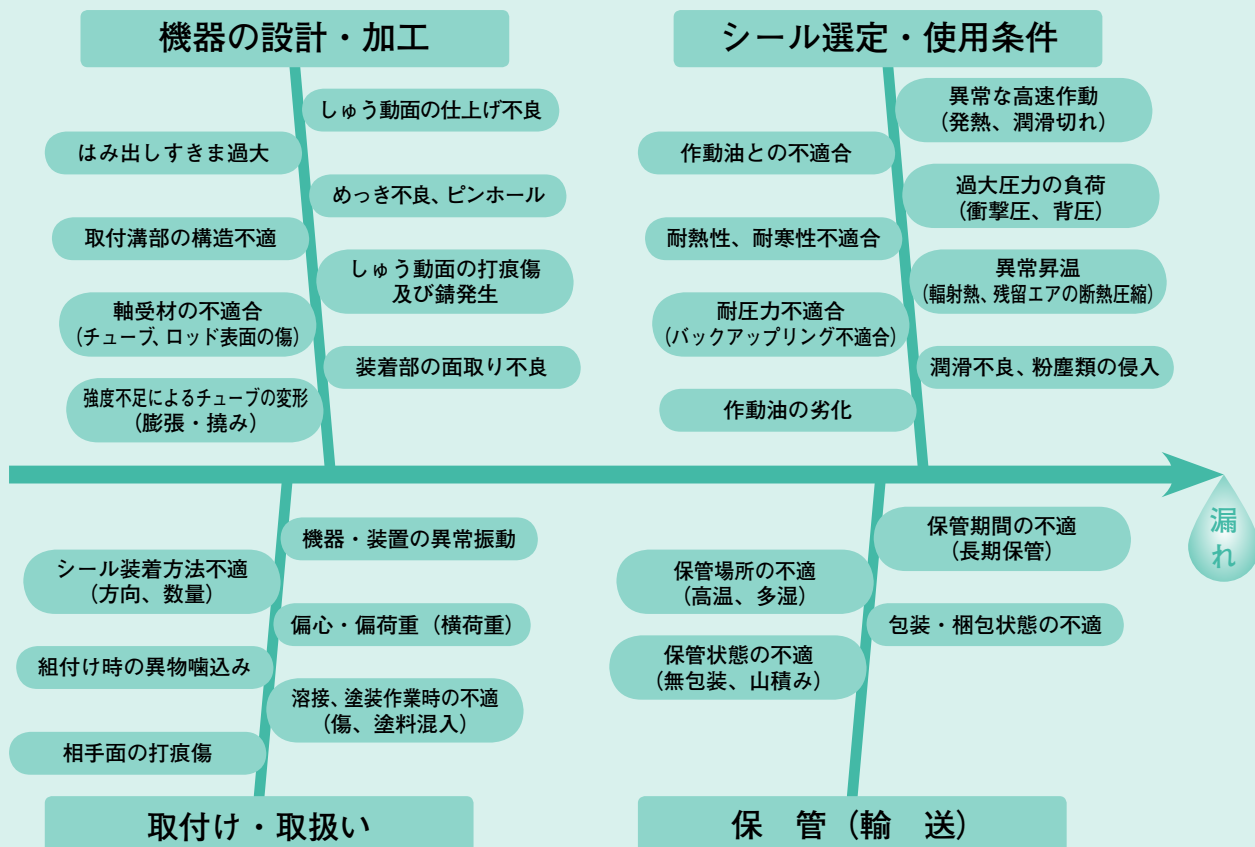 機器の設計・加工
しゅう動面の仕上げ不良
はみ出しすきま過大
めっき不良、ピンホール
取付溝部の構造不適
しゅう動面の打痕傷
及び錆発生
軸受材の不適合
(チューブ、ロッド表面の傷)
装着部の面取り不良
強度不足によるチューブの変形
(膨張・撓み)
シール選定・使用条件
異常な高速作動
(発熱、潤滑切れ)
作動油との不適合
過大圧力の負荷
(衝撃圧、背圧)
耐熱性、耐寒性不適合
異常昇温
(輻射熱、残留エアの断熱圧縮)
耐圧力不適合
(バックアップリング不適合)
潤滑不良、粉塵類の侵入
作動油の劣化
漏
れ
機器・装置の異常振動
シール装着方法不適
(方向、数量)
偏心・偏荷重（横荷重）
組付け時の異物噛込み
溶接、塗装作業時の不適
(傷、塗料混入)
相手面の打痕傷
取付け・取扱い
保管期間の不適
(長期保管)
保管場所の不適
(高温、多湿)
包装・梱包状態の不適
保管状態の不適
(無包装、山積み)
保　管（輸　送）